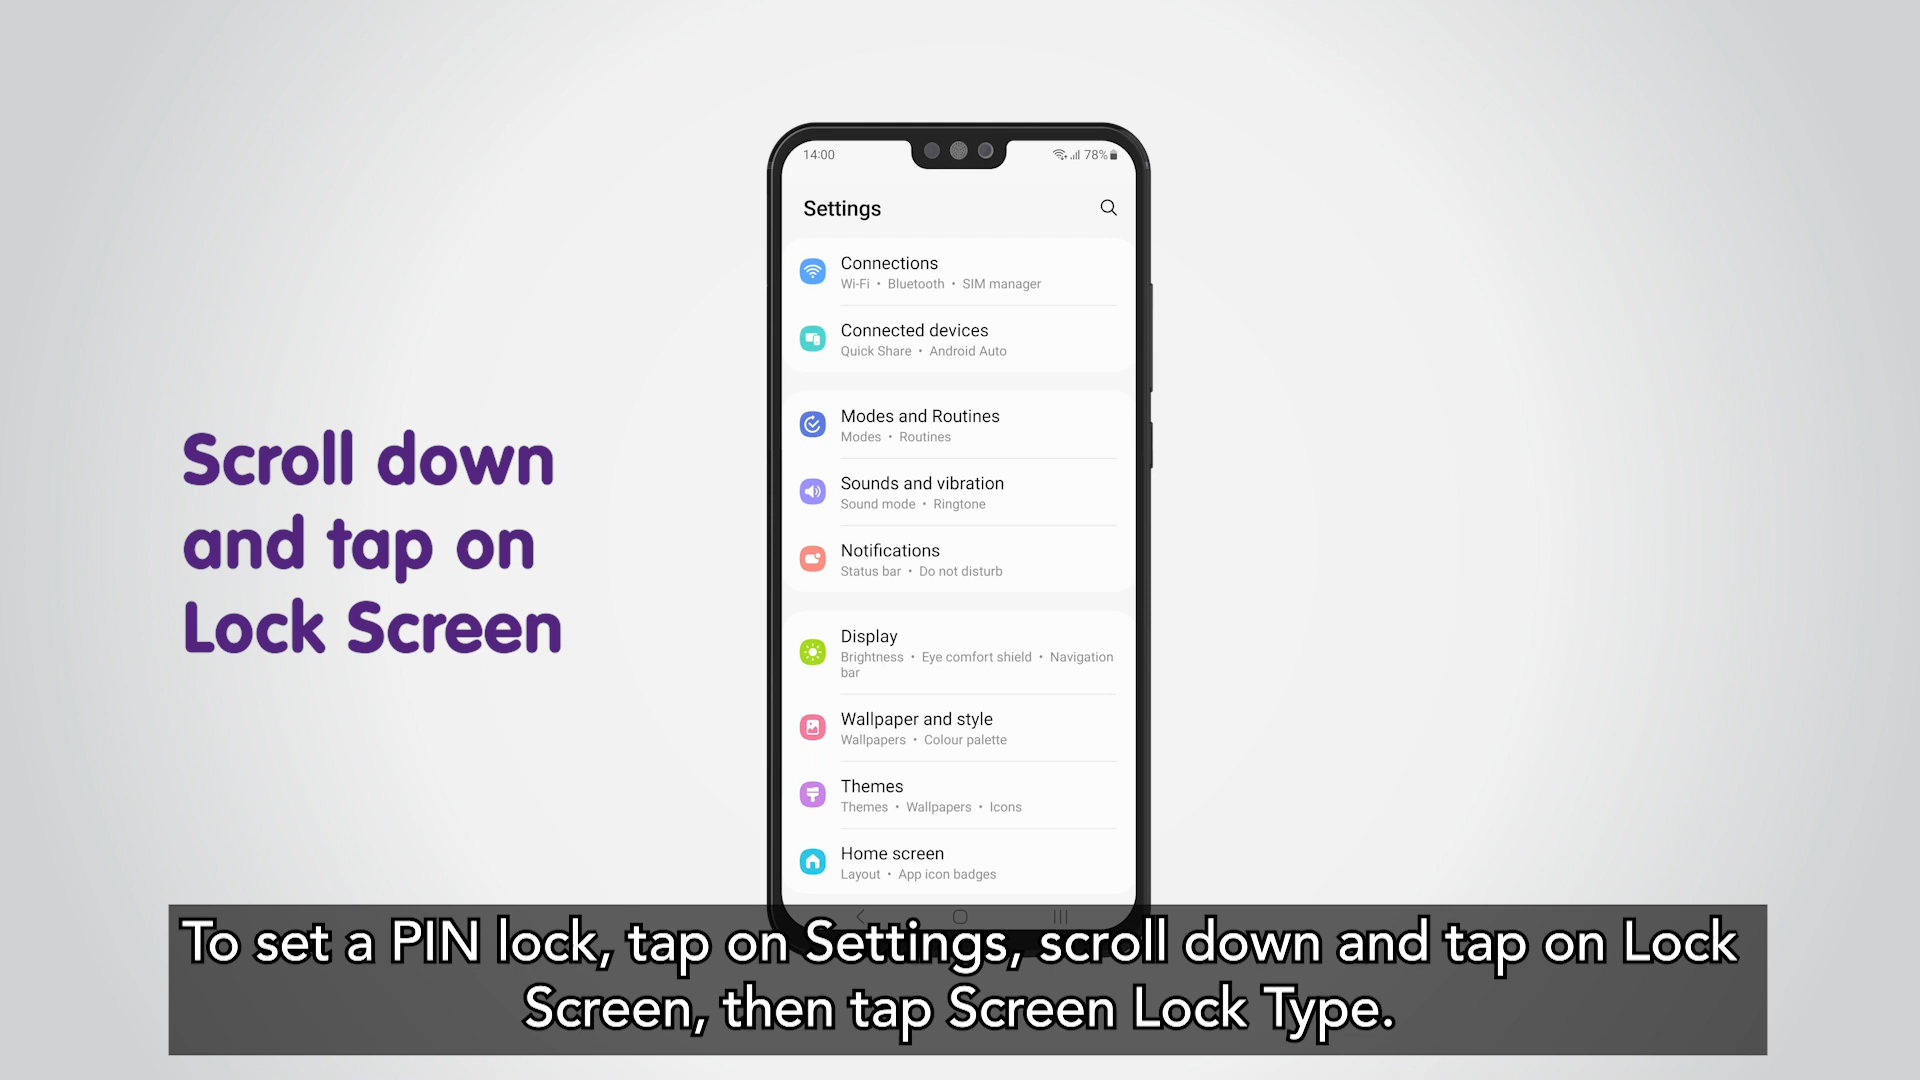 Scroll down
and tap on
Lock Screen
14:00
78%
Settings
Connections
Wi-Fi • Bluetooth • SIM manager
Connected devices
Quick Share • Android Auto
Modes and Routines
Modes • Routines
Sounds and vibration
Sound mode • Ringtone
Notifications
Status bar • Do not disturb
Display
Brightness • Eye comfort shield • Navigation
bar
Wallpaper and style
Wallpapers • Colour palette
Themes
Themes • Wallpapers • Icons
Home screen
Layout • App icon badges
To set a PIN lock, tap on Settings, scroll down and tap on Lock
Screen, then tap Screen Lock Type.